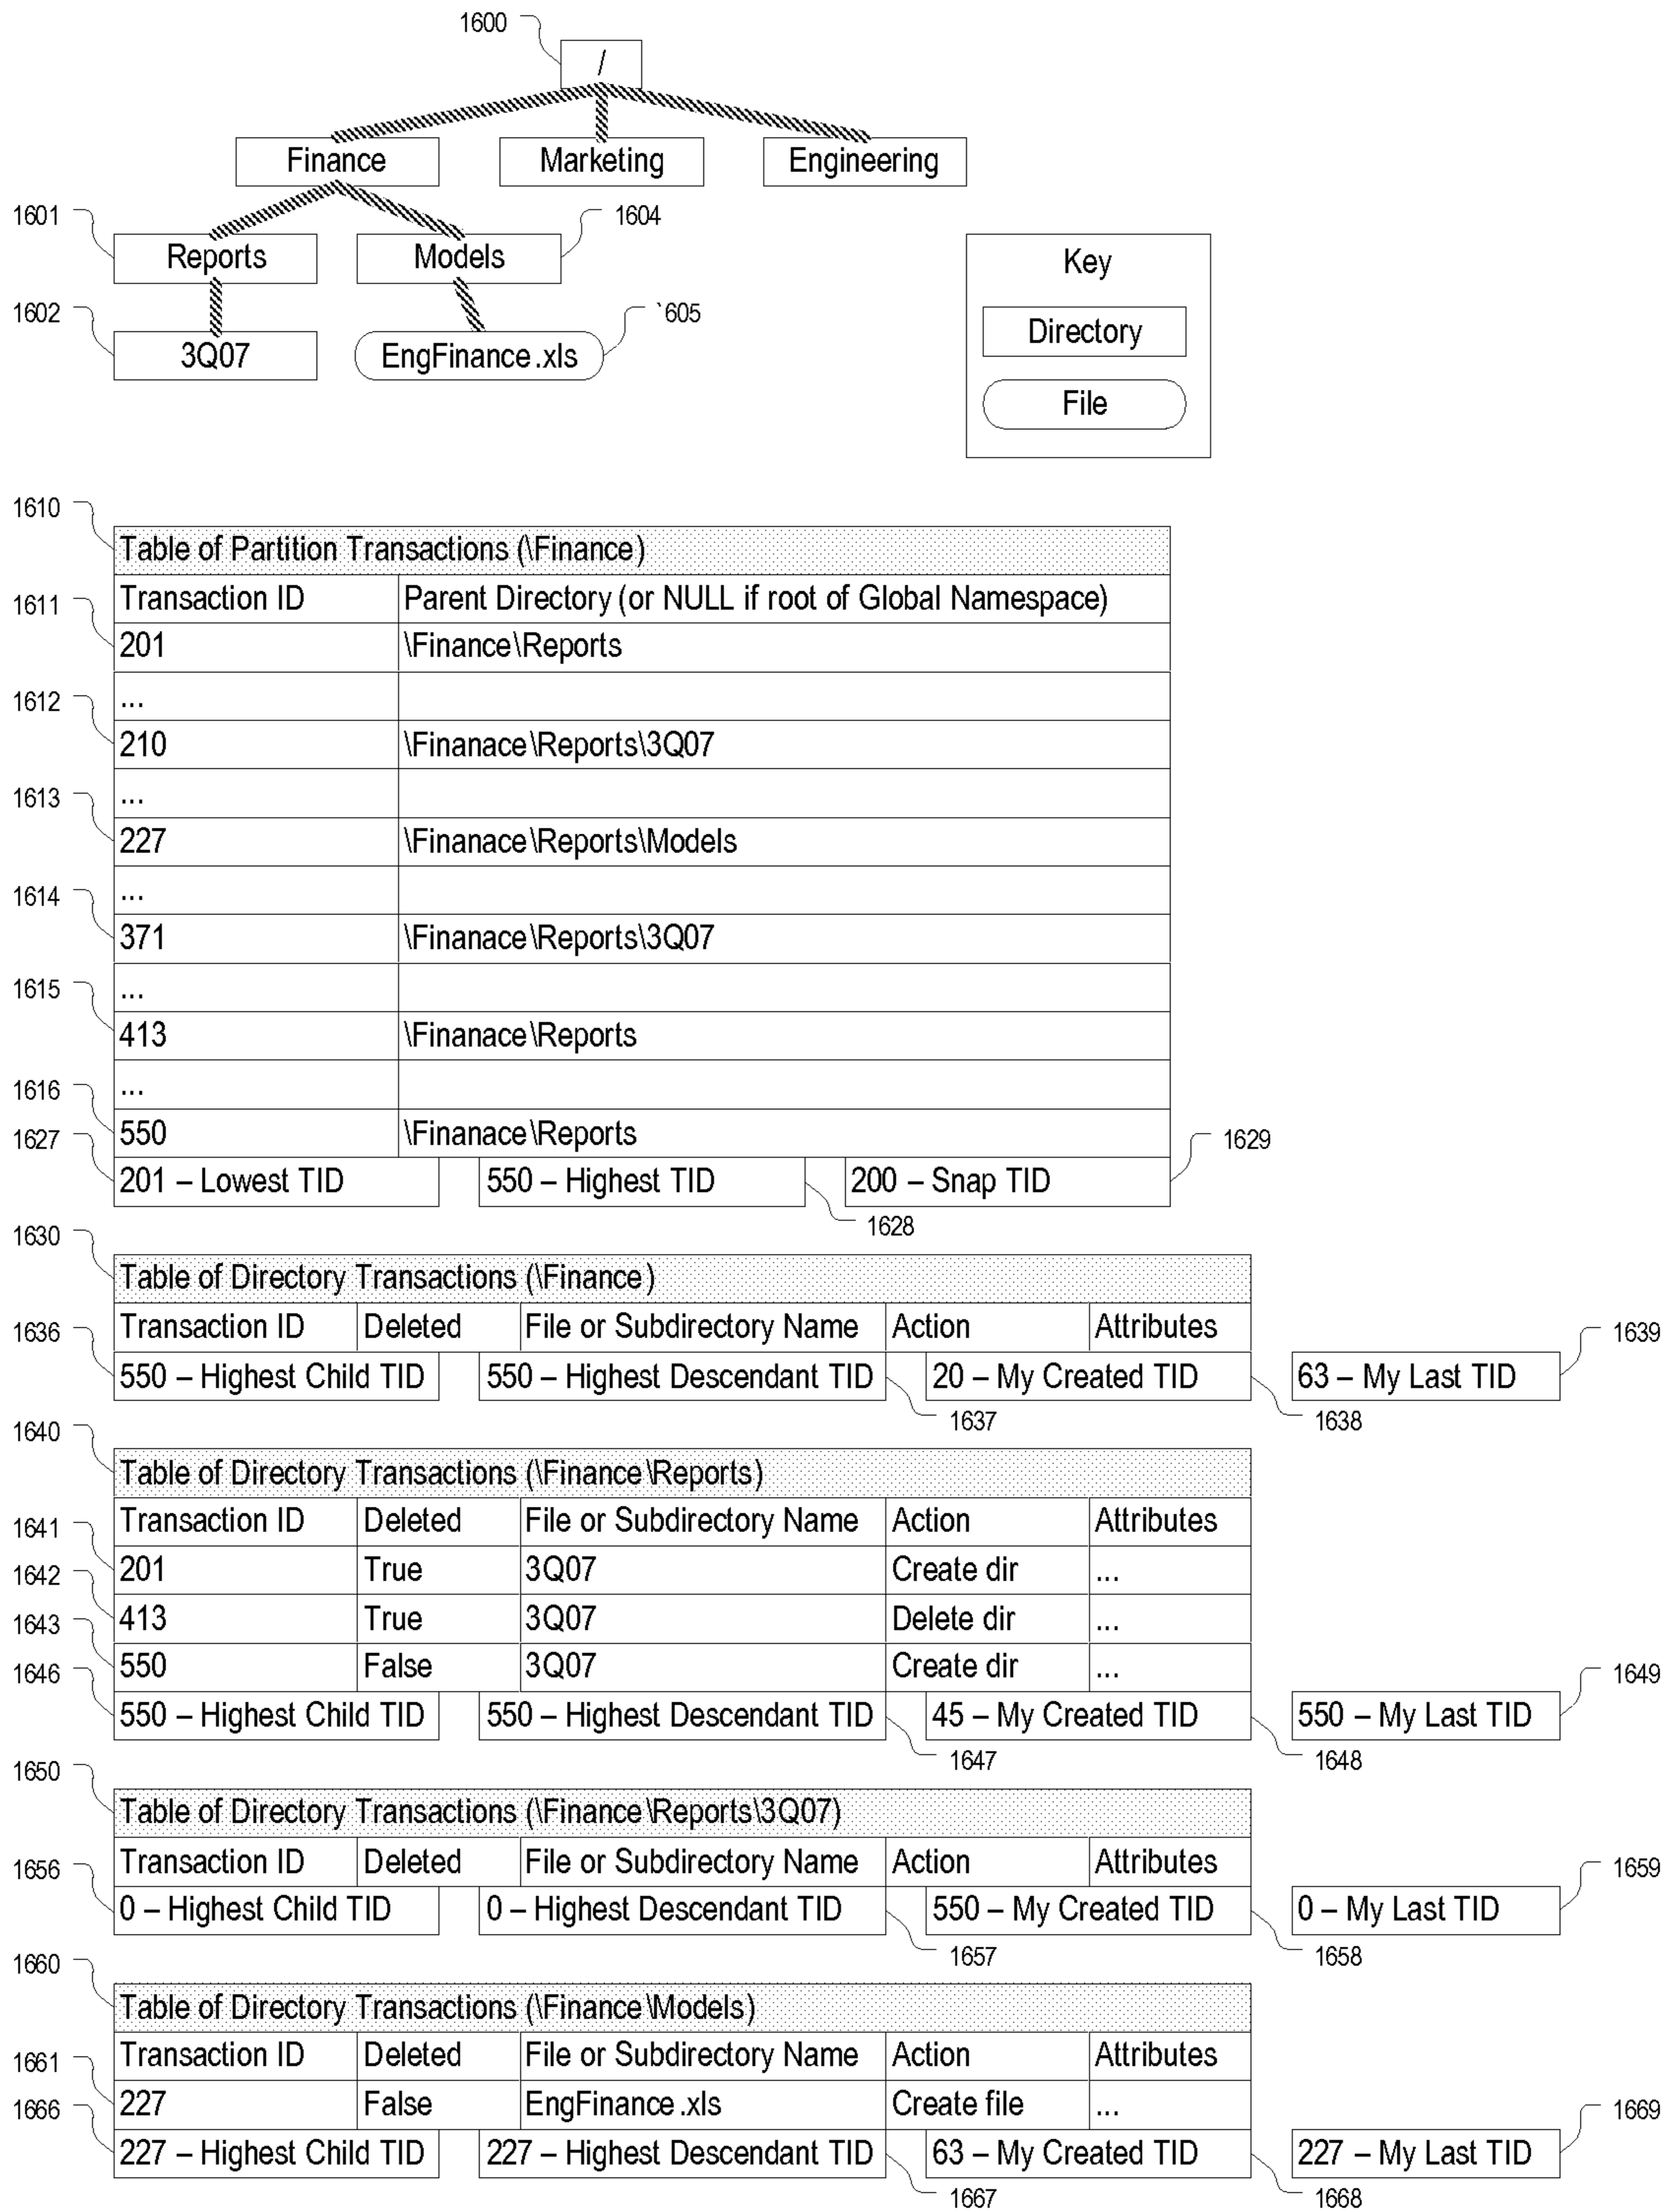 1600
/
Finance Marketing Engineering
1601 1604
Reports Models
Key
1602 `605
Directory
3Q07 EngFinance.xls
File
1610
Table of Partition Transactions (\Finance)
1611
Transaction ID Parent Directory (or NULL if root of Global Namespace)
201 \Finance\Reports
1612
...
210 \Finanace\Reports\3Q07
1613
...
227 \Finanace\Reports\Models
1614
...
371 \Finanace\Reports\3Q07
1615
...
413 \Finanace\Reports
1616
...
550 \Finanace\Reports
1627 1629
201 – Lowest TID 550 – Highest TID 200 – Snap TID
1628
1630
Table of Directory Transactions (\Finance)
1636 1639
Transaction ID Deleted File or Subdirectory Name Action Attributes
550 – Highest Child TID 550 – Highest Descendant TID 20 – My Created TID 63 – My Last TID
1637 1638
1640
Table of Directory Transactions (\Finance\Reports)
Transaction ID Deleted File or Subdirectory Name Action Attributes
1641
201 True 3Q07 Create dir ...
1642
413 True 3Q07 Delete dir ...
1643
550 False 3Q07 Create dir ...
1646 1649
550 – Highest Child TID 550 – Highest Descendant TID 45 – My Created TID 550 – My Last TID
1647 1648
1650
Table of Directory Transactions (\Finance\Reports\3Q07)
Transaction ID Deleted File or Subdirectory Name Action Attributes
1656 1659
0 – Highest Child TID 0 – Highest Descendant TID 550 – My Created TID 0 – My Last TID
1657 1658
1660
Table of Directory Transactions (\Finance\Models)
Transaction ID Deleted File or Subdirectory Name Action Attributes
1661
227 False EngFinance.xls Create file ...
1666 1669
227 – Highest Child TID 227 – Highest Descendant TID 63 – My Created TID 227 – My Last TID
1667 1668